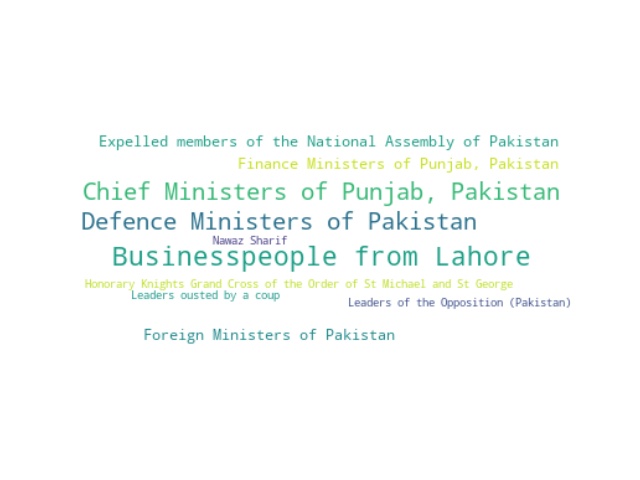 Expelled members of the National Assembly of Pakistan
Finance Ministers of Punjab, Pakistan
Chief Ministers of Punjab, Pakistan
Defence Ministers of Pakistan
Nawaz Sharif
Businesspeople from Lahore
Honorary Knights Grand Cross of the Order of St Michael and St George
Leaders ousted by a coup
Leaders of the Opposition (Pakistan)
Foreign Ministers of Pakistan